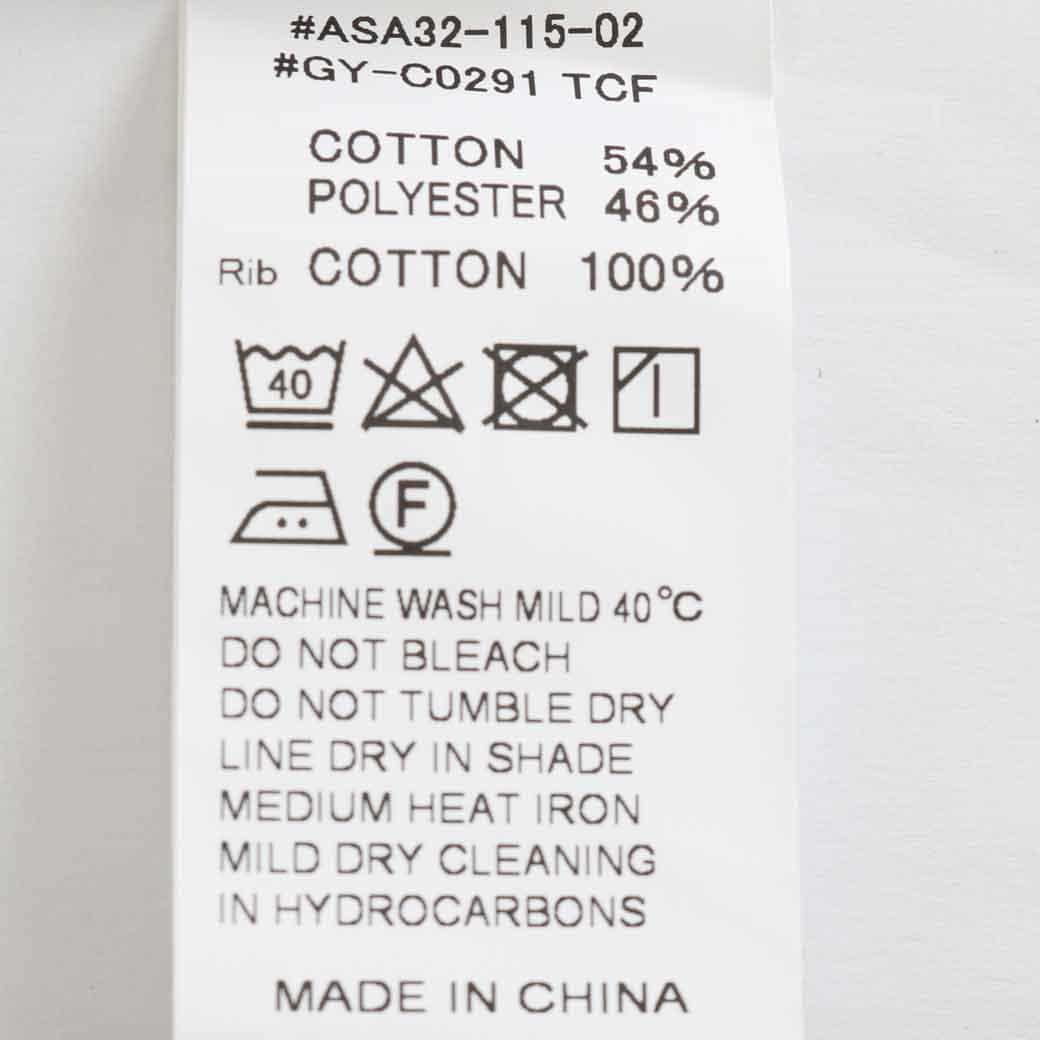 #ASA32-115-02
#GY-C0291 TCF
COTTON 54%
POLYESTER 46%
Rib COTTON 100%
40
F
MACHINE WASH MILD 40°C
DO NOT BLEACH
DO NOT TUMBLE DRY
LINE DRY IN SHADE
MEDIUM HEAT IRON
MILD DRY CLEANING
IN HYDROCARBONS
MADE IN CHINA